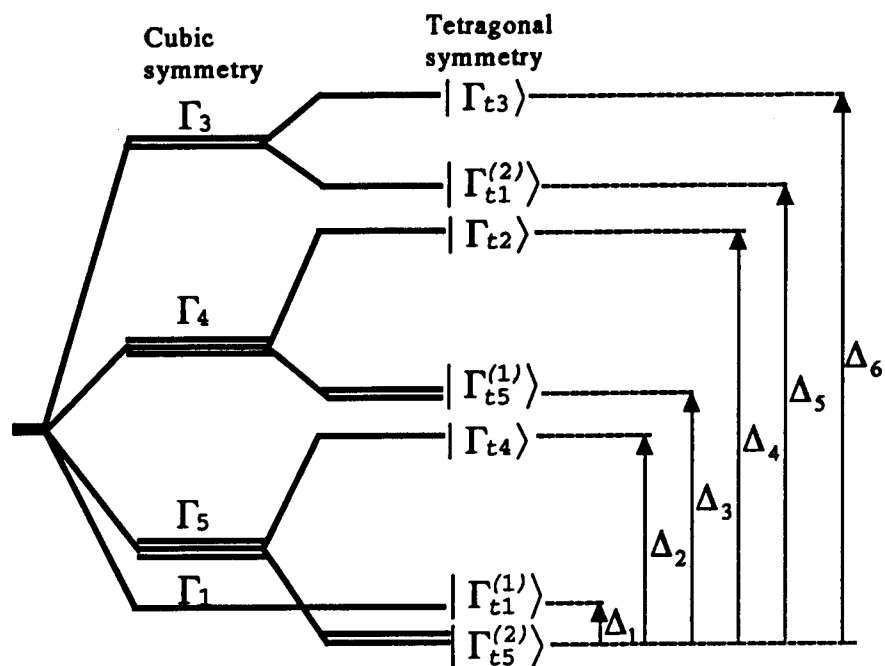 Cubic symmetry
Tetragonal symmetry
Γ₃
|Γₜ₃⟩
|Γₜ₁⁽²⁾⟩
|Γₜ₂⟩
Γ₄
Δ₆
|Γₜ₅⁽¹⁾⟩
Δ₅
|Γₜ₄⟩
Δ₄
Δ₃
Γ₅
Δ₂
Γ₁
|Γₜ₁⁽¹⁾⟩
Δ₁
|Γₜ₅⁽²⁾⟩